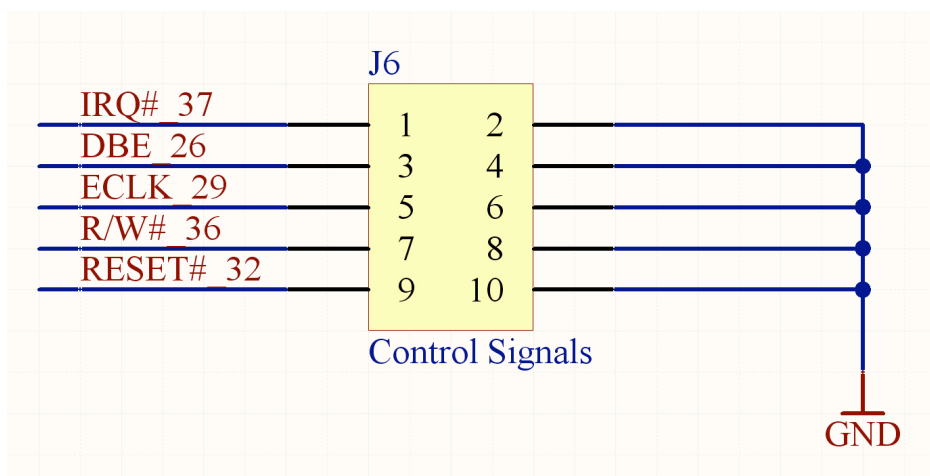 J6
IRQ#_37
1 2
DBE_26
3 4
ECLK_29
5 6
R/W#_36
7 8
RESET#_32
9 10
Control Signals
GND